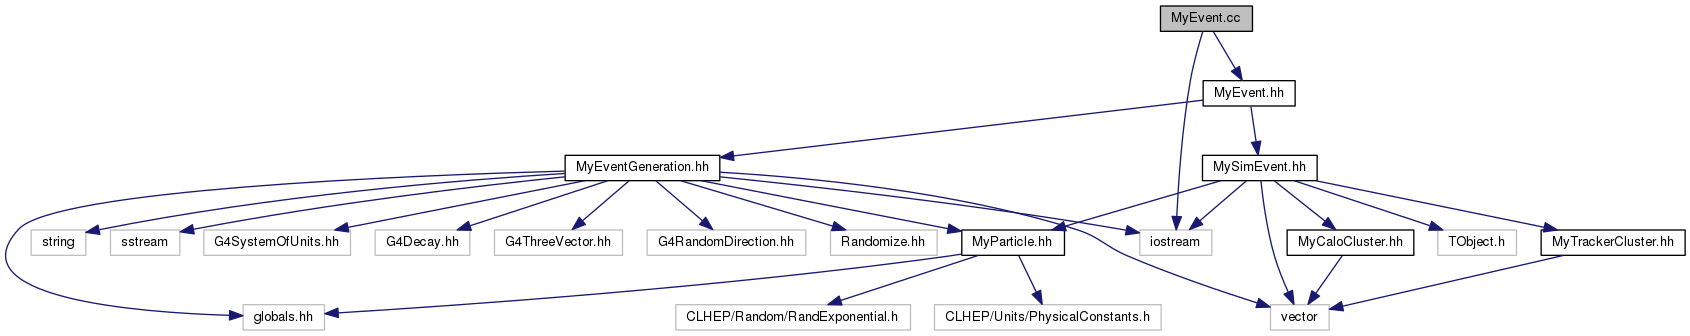 MyEvent.cc
MyEvent.hh
MyEventGeneration.hh
MySimEvent.hh
string
sstream
G4SystemOfUnits.hh
G4Decay.hh
G4ThreeVector.hh
G4RandomDirection.hh
Randomize.hh
MyParticle.hh
iostream
MyCaloCluster.hh
TObject.h
MyTrackerCluster.hh
globals.hh
CLHEP/Random/RandExponential.h
CLHEP/Units/PhysicalConstants.h
vector